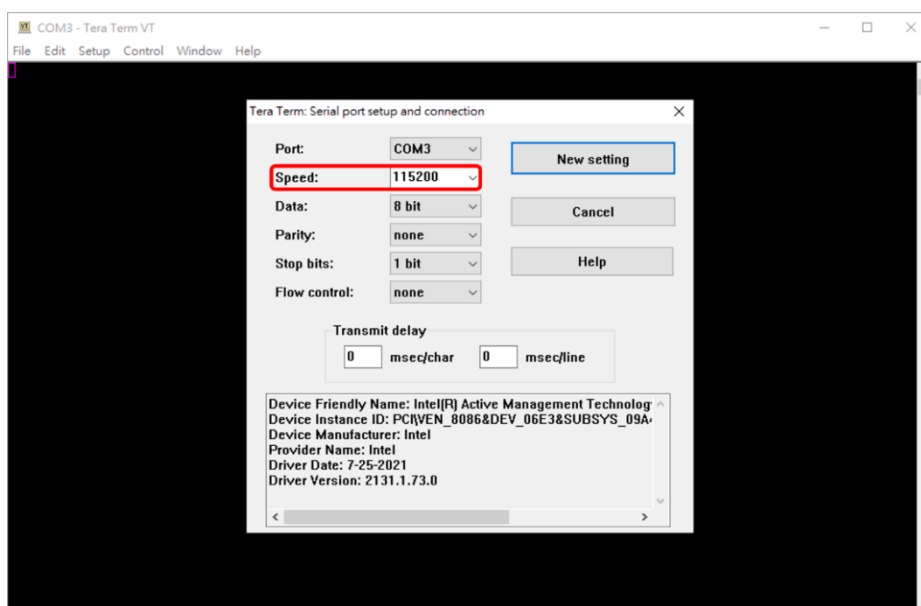 COM3 - Tera Term VT
File Edit Setup Control Window Help
Tera Term: Serial port setup and connection
Port: COM3
New setting
Speed: 115200
Data: 8 bit
Cancel
Parity: none
Stop bits: 1 bit
Help
Flow control: none
Transmit delay
0 msec/char 0 msec/line
Device Friendly Name: Intel(R) Active Management Technolog
Device Instance ID: PCI\VEN_8086&DEV_06E3&SUBSYS_09A
Device Manufacturer: Intel
Provider Name: Intel
Driver Date: 7-25-2021
Driver Version: 2131.1.73.0